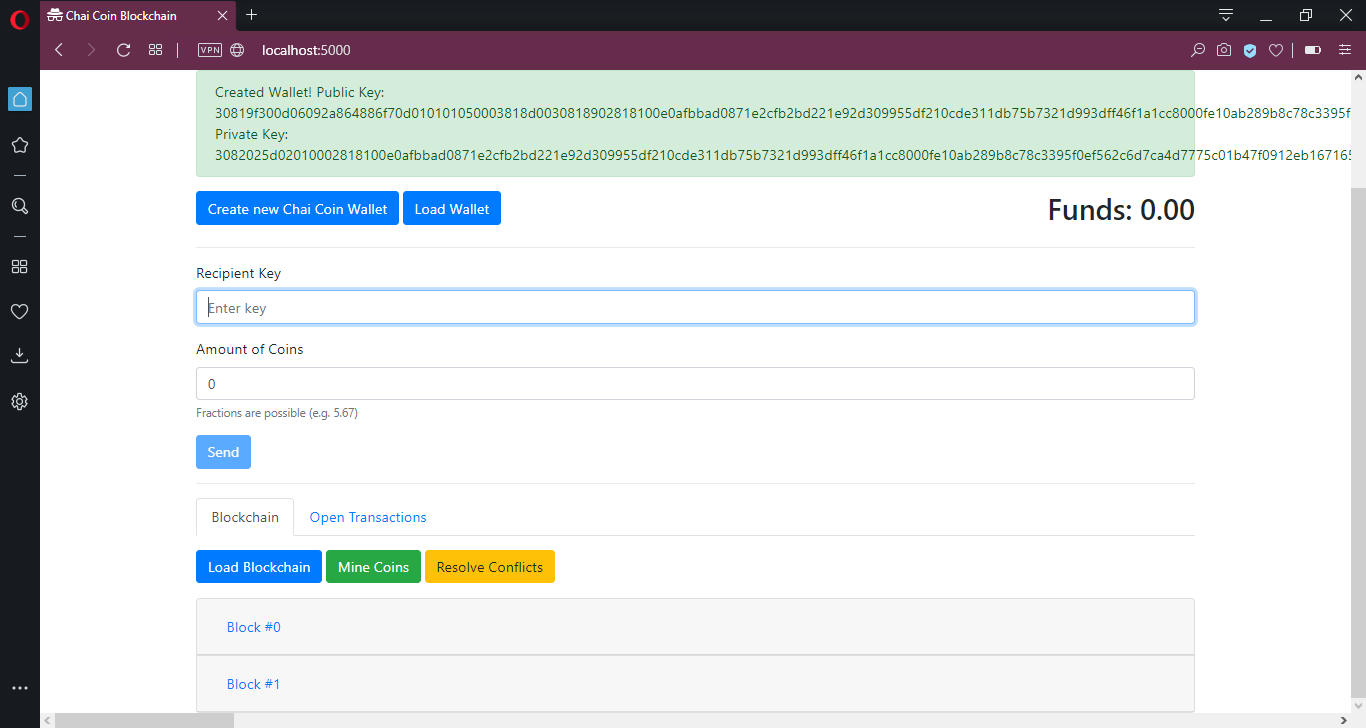 Chai Coin Blockchain
VPN
localhost:5000
Created Wallet! Public Key:
30819f300d06092a864886f70d010101050003818d0030818902818100e0afbbad0871e2cfb2bd221e92d309955df210cde311db75b7321d993dff46f1a1cc8000fe10ab289b8c78c3395f
Private Key:
3082025d02010002818100e0afbbad0871e2cfb2bd221e92d309955df210cde311db75b7321d993dff46f1a1cc8000fe10ab289b8c78c3395f0ef562c6d7ca4d7775c01b47f0912eb167165
Create new Chai Coin Wallet
Load Wallet
Funds: 0.00
Recipient Key
Enter key
Amount of Coins
0
Fractions are possible (e.g. 5.67)
Send
Blockchain
Open Transactions
Load Blockchain
Mine Coins
Resolve Conflicts
Block #0
Block #1